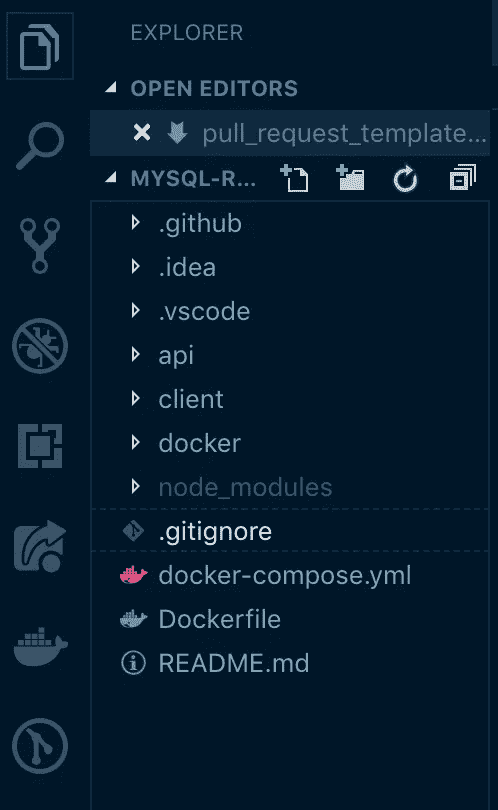 EXPLORER
OPEN EDITORS
pull_request_template...
MYSQL-R...
.github
.idea
.vscode
api
client
docker
node_modules
.gitignore
docker-compose.yml
Dockerfile
README.md